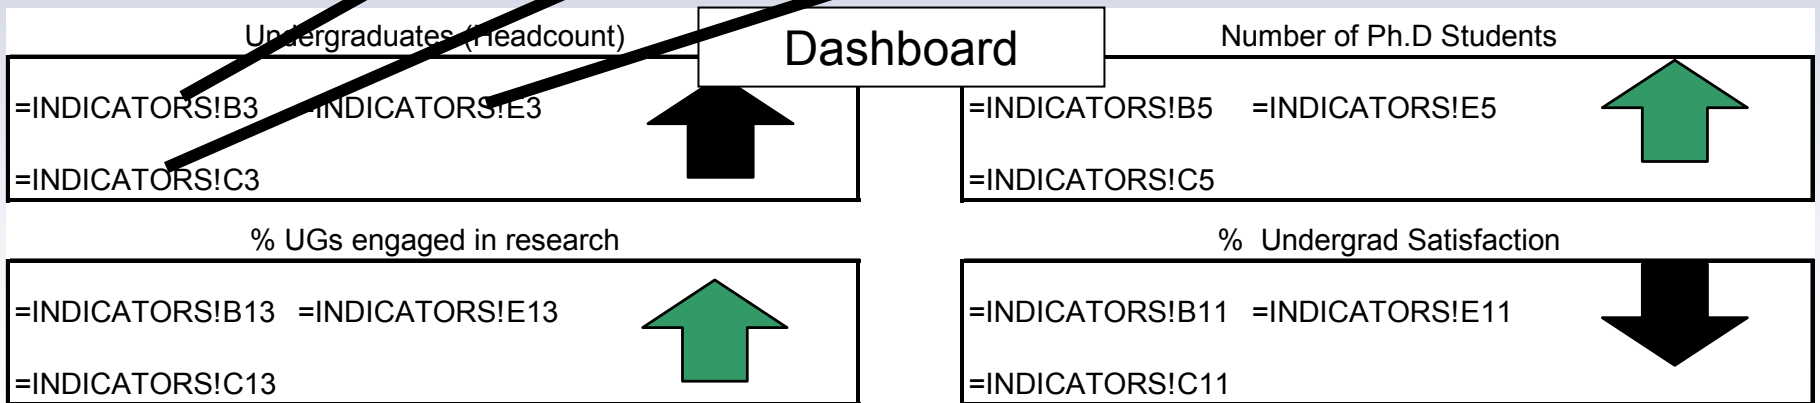 Dashboard
Undergraduates (Headcount)
=INDICATORS!B3 =INDICATORS!E3
=INDICATORS!C3
Number of Ph.D Students
=INDICATORS!B5 =INDICATORS!E5
=INDICATORS!C5
% UGs engaged in research
=INDICATORS!B13 =INDICATORS!E13
=INDICATORS!C13
% Undergrad Satisfaction
=INDICATORS!B11 =INDICATORS!E11
=INDICATORS!C11